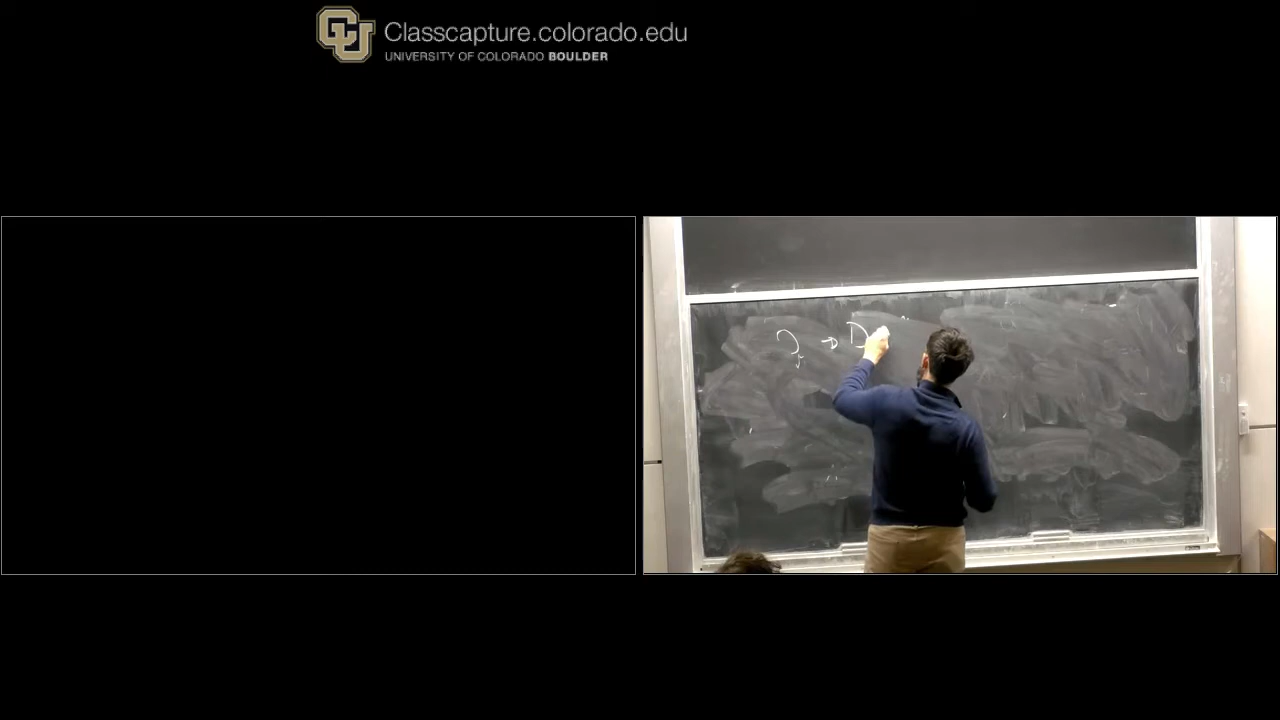 Classcapture.colorado.edu
UNIVERSITY OF COLORADO BOULDER
∂ → D